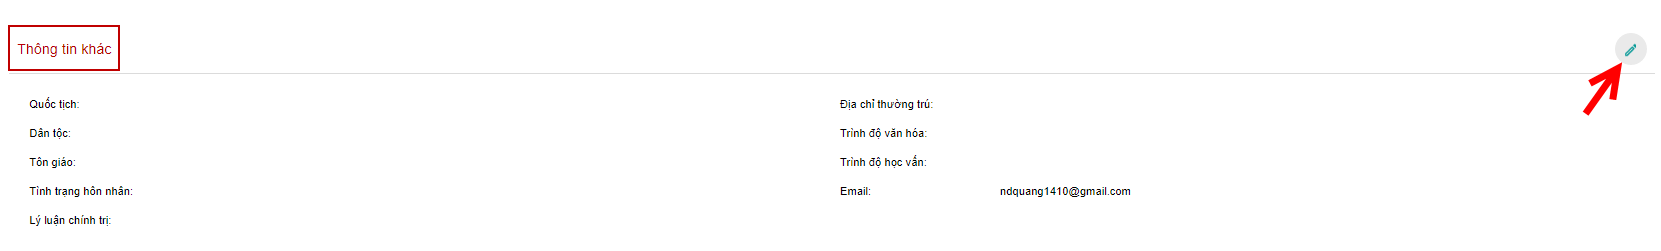 Thông tin khác
Quốc tịch:
Địa chỉ thường trú:
Dân tộc:
Trình độ văn hóa:
Tôn giáo:
Trình độ học vấn:
Tình trạng hôn nhân:
Email: ndquang1410@gmail.com
Lý luận chính trị: